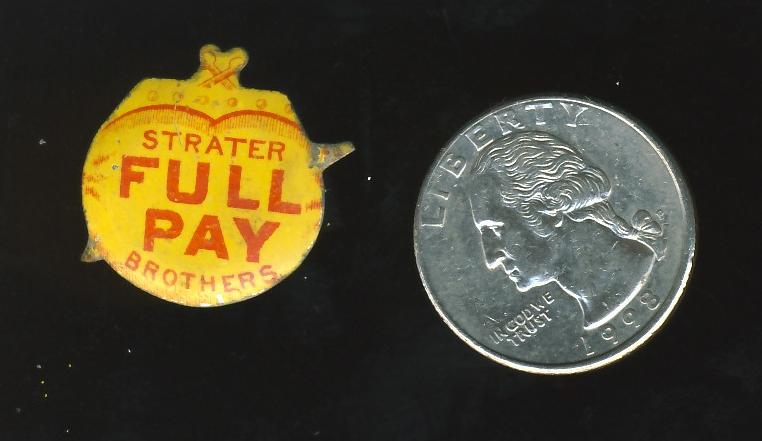 STRATER
FULL
PAY
BROTHERS
LIBERTY
IN GOD WE
TRUST
1998